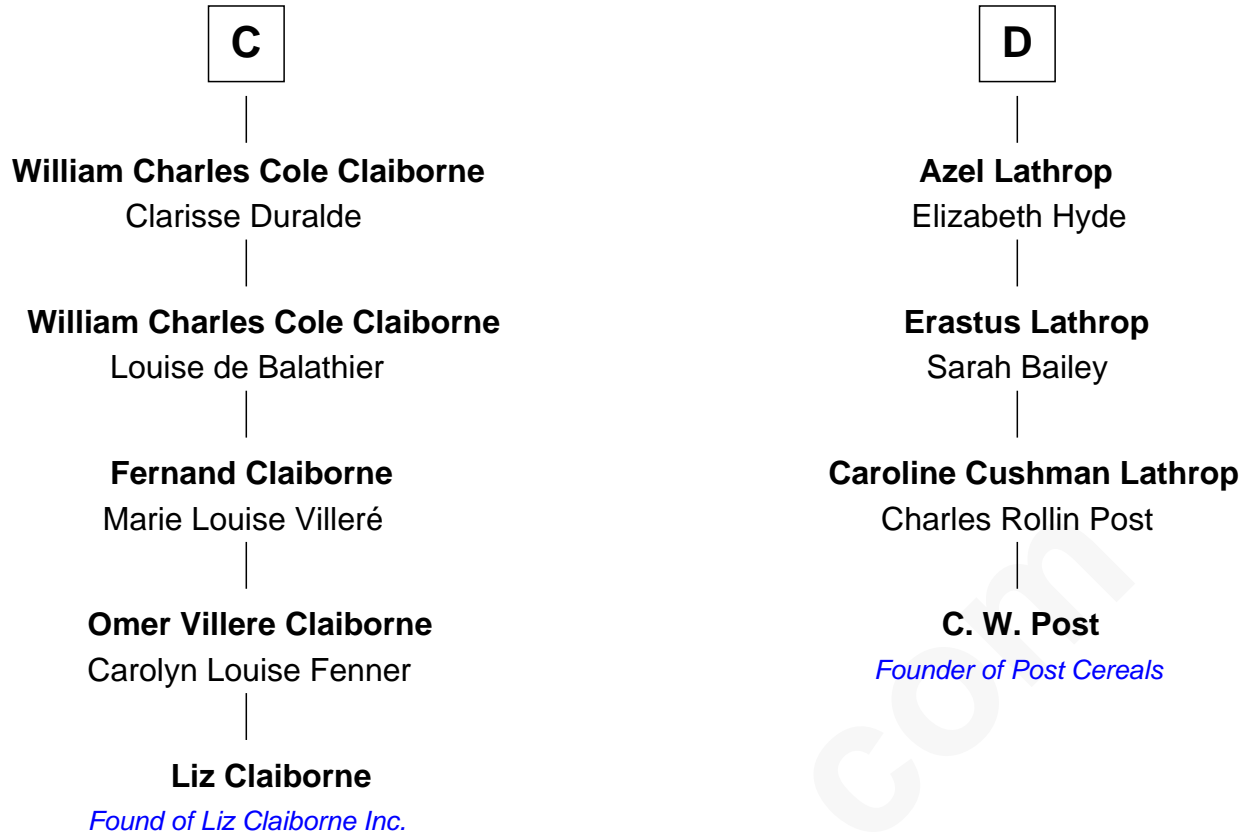 C
William Charles Cole Claiborne
Clarisse Duralde
William Charles Cole Claiborne
Louise de Balathier
Fernand Claiborne
Marie Louise Villeré
Omer Villere Claiborne
Carolyn Louise Fenner
Liz Claiborne
Found of Liz Claiborne Inc.
D
Azel Lathrop
Elizabeth Hyde
Erastus Lathrop
Sarah Bailey
Caroline Cushman Lathrop
Charles Rollin Post
C. W. Post
Founder of Post Cereals
com